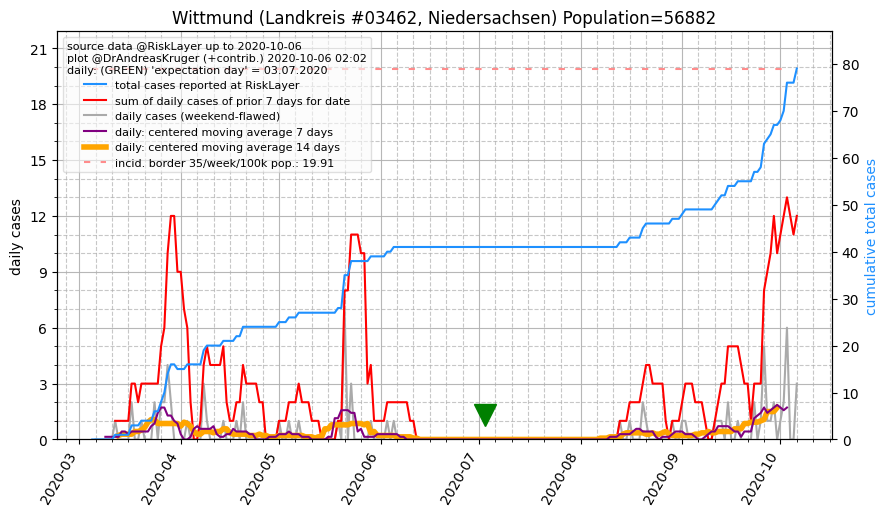 Wittmund (Landkreis #03462, Niedersachsen) Population=56882
source data @RiskLayer up to 2020-10-06
plot @DrAndreasKruger (+contrib.) 2020-10-06 02:02
daily: (GREEN) 'expectation day' = 03.07.2020
total cases reported at RiskLayer
sum of daily cases of prior 7 days for date
daily cases (weekend-flawed)
daily: centered moving average 7 days
daily: centered moving average 14 days
incid. border 35/week/100k pop.: 19.91
daily cases
21
18
15
12
9
6
3
0
cumulative total cases
80
70
60
50
40
30
20
10
0
2020-03
2020-04
2020-05
2020-06
2020-07
2020-08
2020-09
2020-10